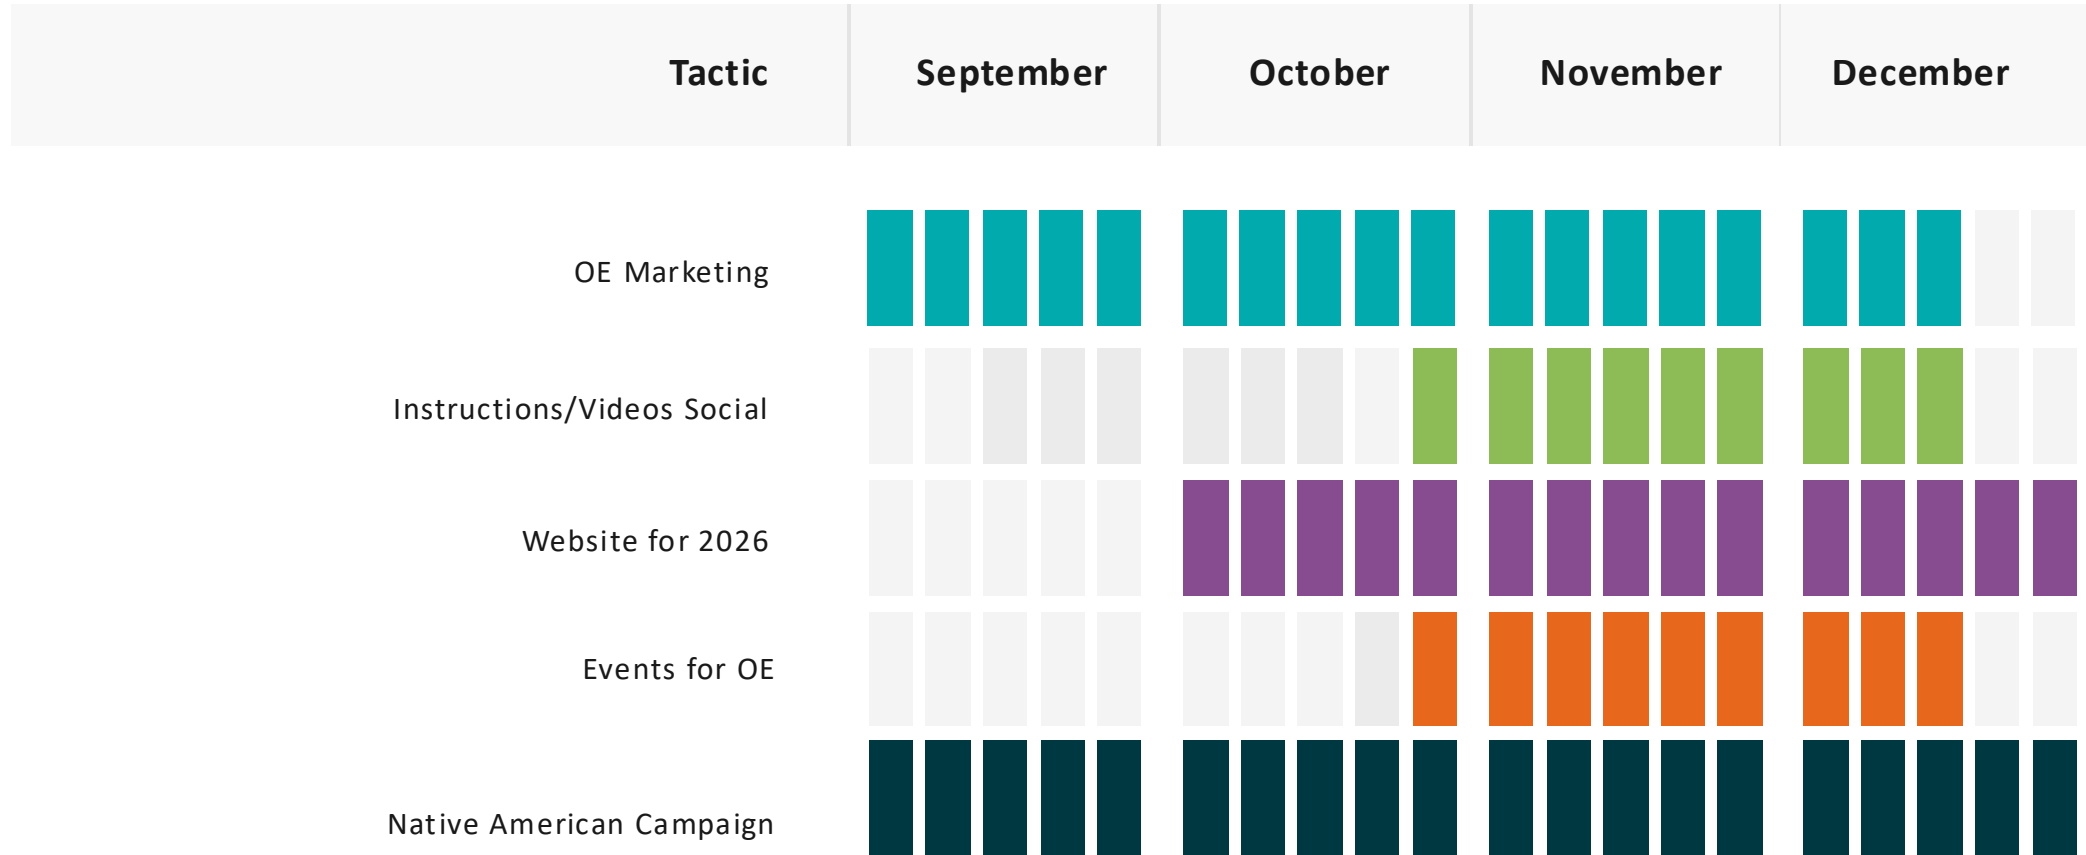 Tactic September October November December
OE Marketing
Instructions/Videos Social
Website for 2026
Events for OE
Native American Campaign